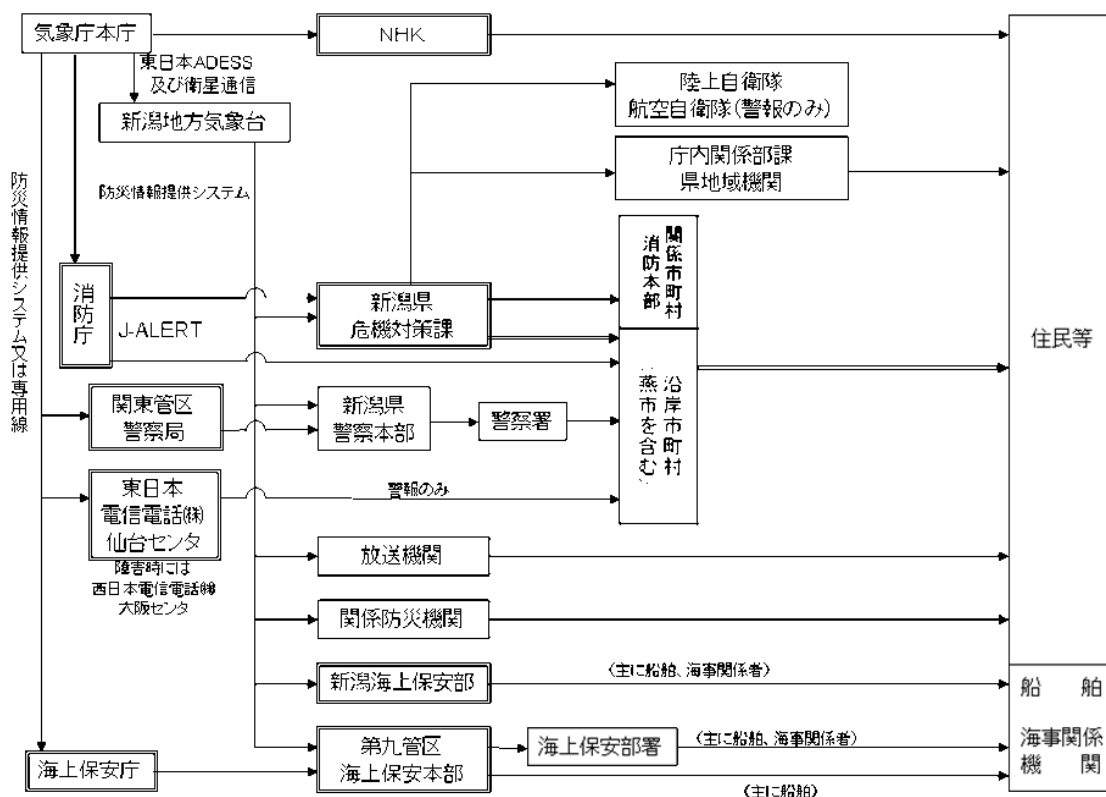 気象庁本庁
NHK
東日本ADESS
及び衛星通信
陸上自衛隊
航空自衛隊(警報のみ)
新潟地方気象台
庁内関係部課
県地域機関
防災情報提供システム
防災情報提供システム又は専用線
関係市町村
消防本部
消防庁
J-ALERT
新潟県
危機対策課
住民等
沿岸市町村
(燕市を含む)
関東管区
警察局
新潟県
警察本部
警察署
東日本
電信電話㈱
仙台センタ
警報のみ
障害時には
西日本電信電話㈱
大阪センタ
放送機関
関係防災機関
新潟海上保安部
(主に船舶、海事関係者)
船 舶
海事関係
機 関
第九管区
海上保安本部
海上保安部署
(主に船舶、海事関係者)
海上保安庁
(主に船舶)